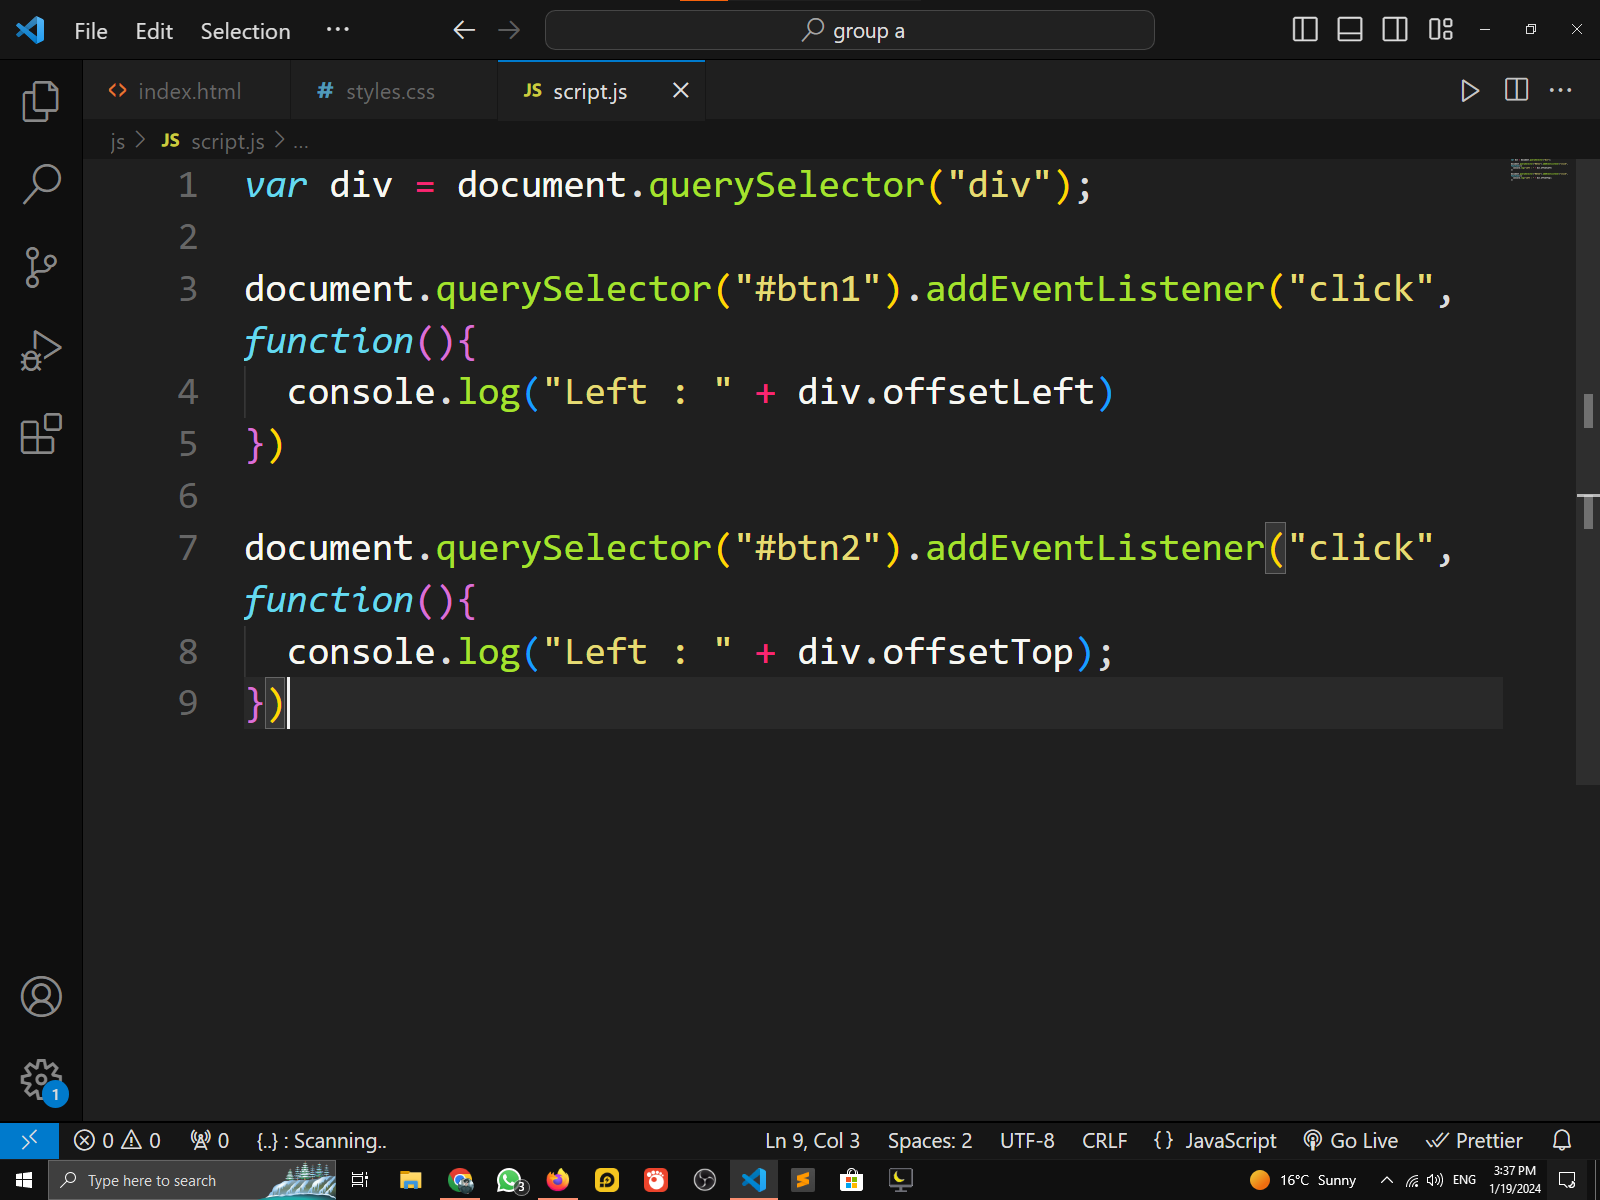 File Edit Selection ...
group a
index.html
# styles.css
JS script.js
js > JS script.js > ...
1 var div = document.querySelector("div");
2
3 document.querySelector("#btn1").addEventListener("click",
function(){
4 console.log("Left : " + div.offsetLeft)
5 })
6
7 document.querySelector("#btn2").addEventListener("click",
function(){
8 console.log("Left : " + div.offsetTop);
9 })
1
0 0 0 {..} : Scanning.. Ln 9, Col 3 Spaces: 2 UTF-8 CRLF {} JavaScript Go Live Prettier
Type here to search 3 16°C Sunny ENG 3:37 PM
1/19/2024